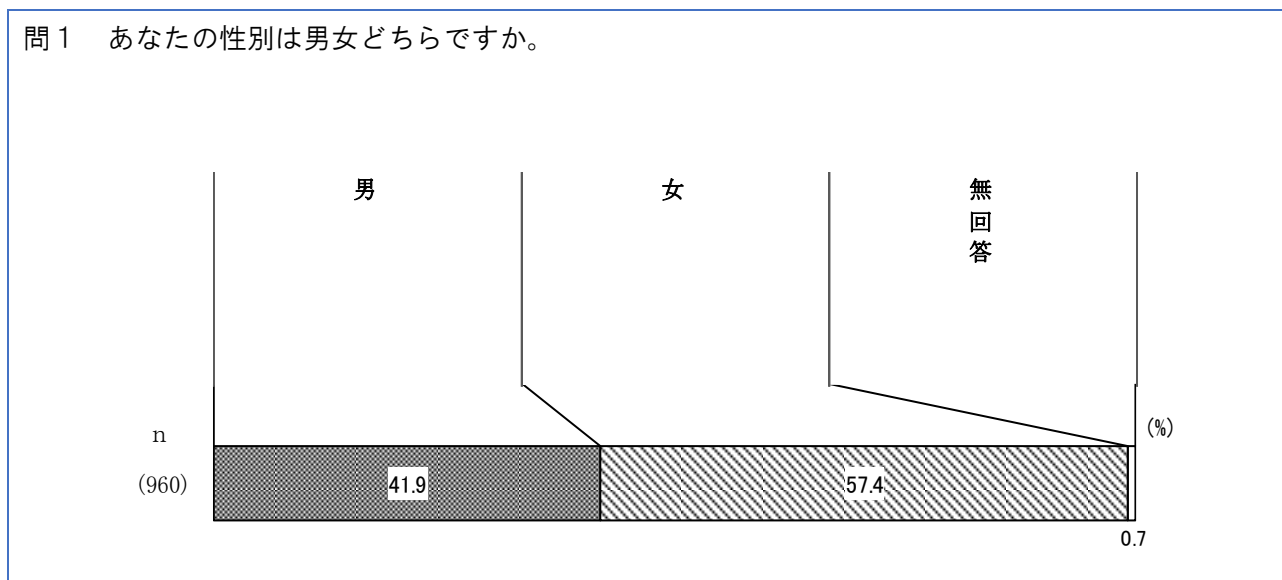 問1 あなたの性別は男女どちらですか。
男
女
無回答
n
(%)
(960)
41.9
57.4
0.7